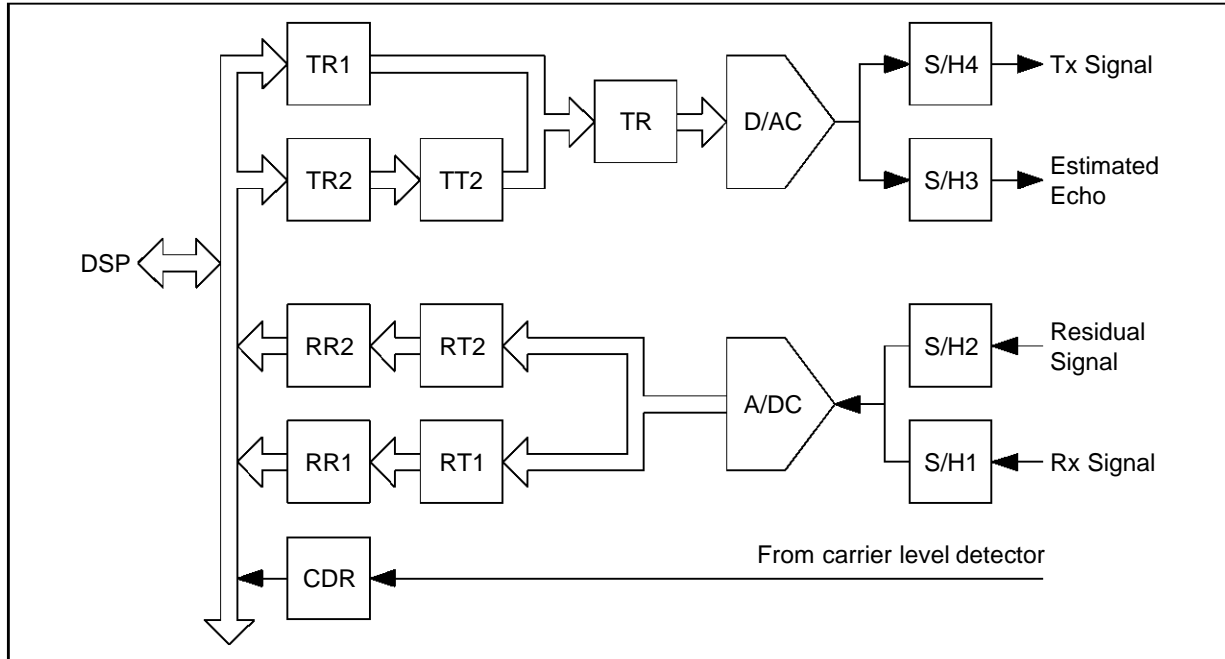 TR1
S/H4
Tx Signal
TR
D/AC
TR2
TT2
S/H3
Estimated
Echo
DSP
RR2
RT2
S/H2
Residual
Signal
A/DC
RR1
RT1
S/H1
Rx Signal
From carrier level detector
CDR